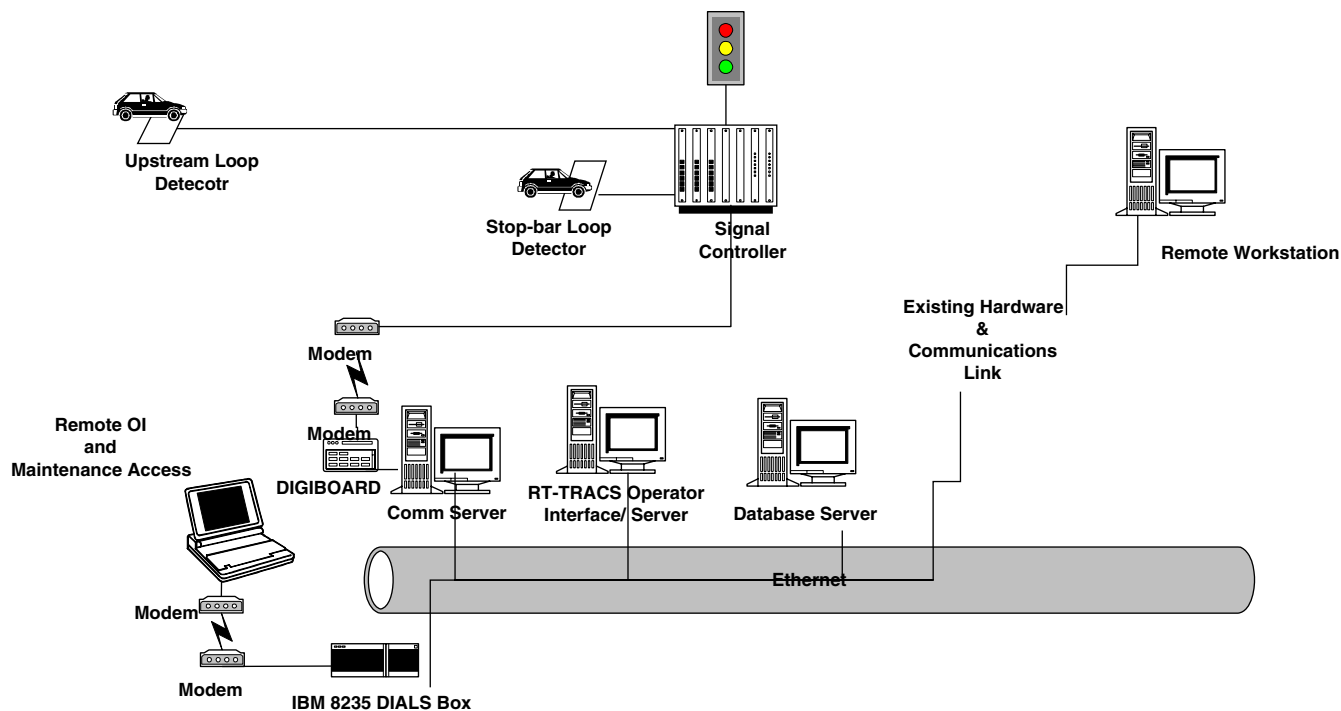 Upstream Loop
Detecotr
Stop-bar Loop
Detector
Signal
Controller
Remote Workstation
Existing Hardware
&
Communications
Link
Modem
Modem
DIGIBOARD
Remote OI
and
Maintenance Access
Comm Server
RT-TRACS Operator
Interface/ Server
Database Server
Ethernet
Modem
Modem
IBM 8235 DIALS Box